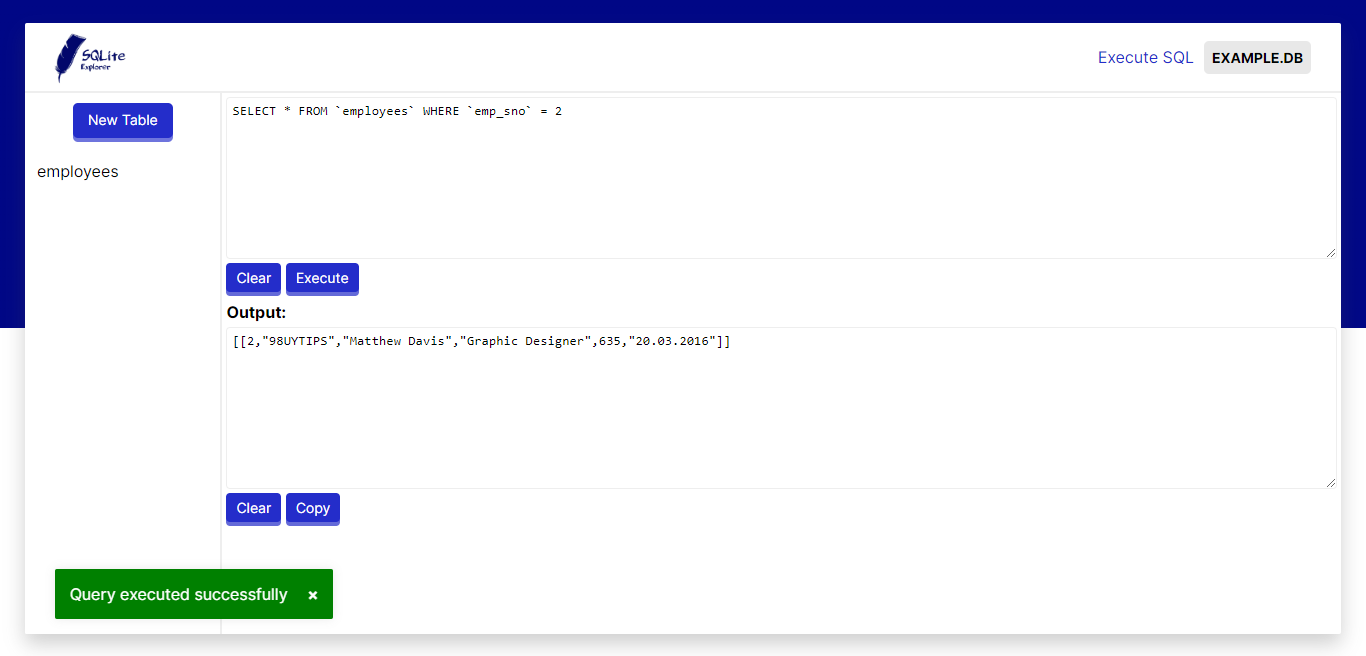 SQLite
Explorer
Execute SQL
EXAMPLE.DB
New Table
employees
SELECT * FROM `employees` WHERE `emp_sno` = 2
Clear
Execute
Output:
[[2,"98UYTIPS","Matthew Davis","Graphic Designer",635,"20.03.2016"]]
Clear
Copy
Query executed successfully ×